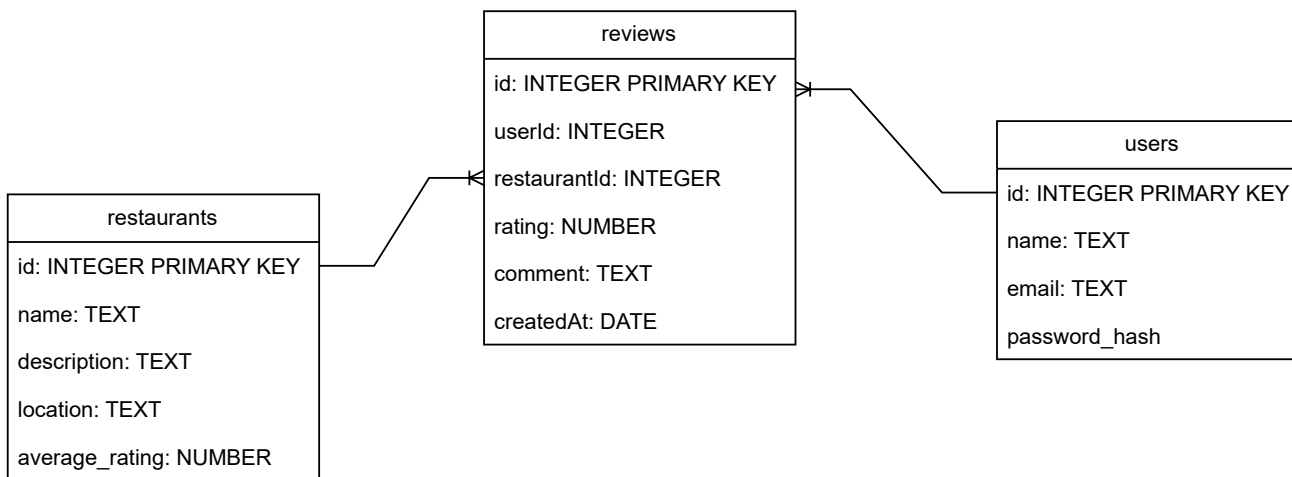 reviews
id: INTEGER PRIMARY KEY
userId: INTEGER
restaurantId: INTEGER
rating: NUMBER
comment: TEXT
createdAt: DATE
users
id: INTEGER PRIMARY KEY
name: TEXT
email: TEXT
password_hash
restaurants
id: INTEGER PRIMARY KEY
name: TEXT
description: TEXT
location: TEXT
average_rating: NUMBER